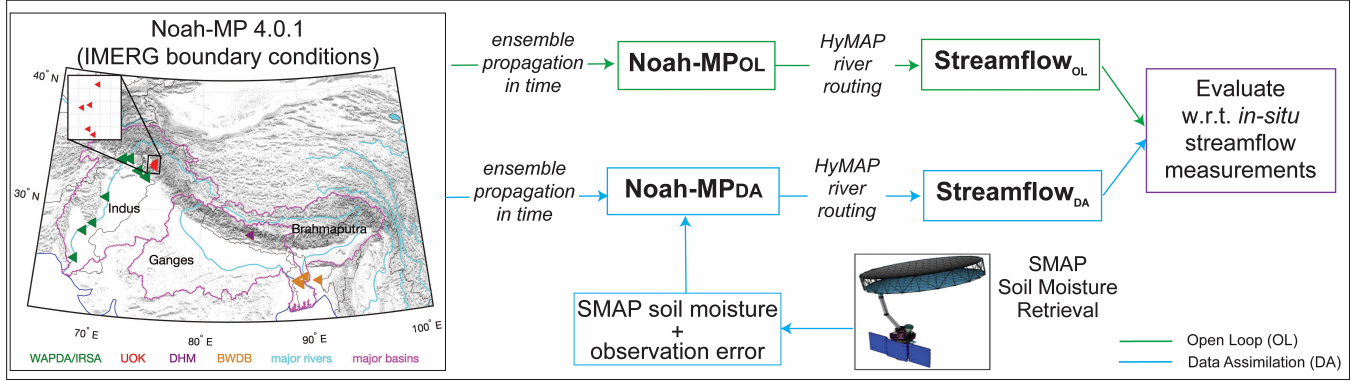 Noah-MP 4.0.1
(IMERG boundary conditions)
40° N
30° N
Indus
Ganges
Brahmaputra
70° E
80° E
90° E
100° E
WAPDA/IRSA UOK DHM BWDB major rivers major basins
ensemble
propagation
in time
Noah-MPOL
HyMAP
river
routing
StreamflowOL
ensemble
propagation
in time
Noah-MPDA
HyMAP
river
routing
StreamflowDA
Evaluate
w.r.t. in-situ
streamflow
measurements
SMAP soil moisture
+
observation error
SMAP
Soil Moisture
Retrieval
Open Loop (OL)
Data Assimilation (DA)